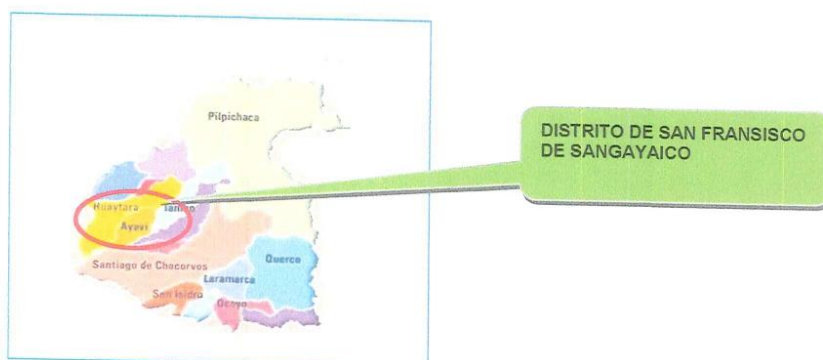 Pilpichaca
DISTRITO DE SAN FRANSISCO
DE SANGAYAICO
Huaytara
Tambo
Ayavi
Santiago de Chocorvos
Querco
Laramarca
San Isidro
Ocoyo